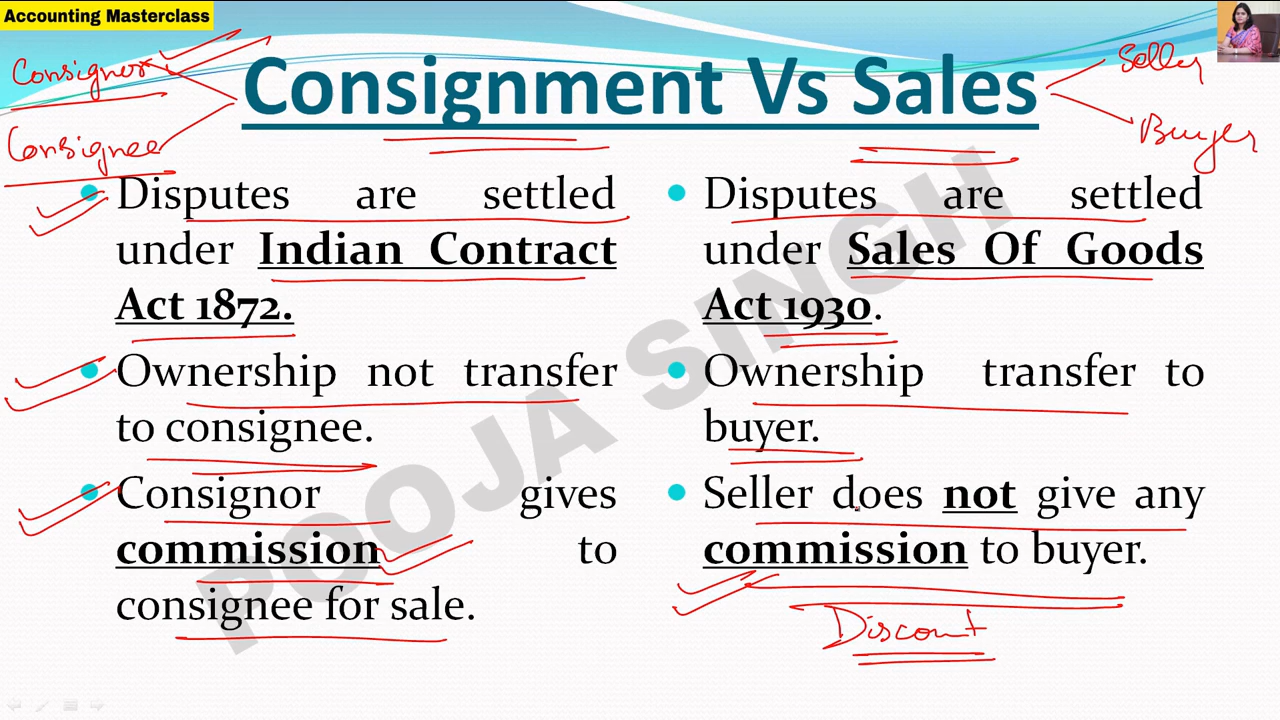 Accounting Masterclass
Consignor
Consignee
Consignment Vs Sales
Seller
Buyer
Disputes are settled
under Indian Contract
Act 1872.
Ownership not transfer
to consignee.
Consignor gives
commission to
consignee for sale.
Disputes are settled
under Sales Of Goods
Act 1930.
Ownership transfer to
buyer.
Seller does not give any
commission to buyer.
Discount
POOJA SINGH